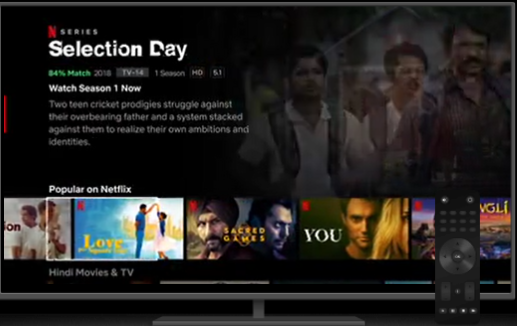 N SERIES
Selection Day
84% Match 2018 TV-14 1 Season HD 5.1
Watch Season 1 Now
Two teen cricket prodigies struggle against
their overbearing father and a system stacked
against them to realize their own ambitions and
identities.
Popular on Netflix
ion
Love
SACRED
GAMES
YOU
NGLI
Hindi Movies & TV